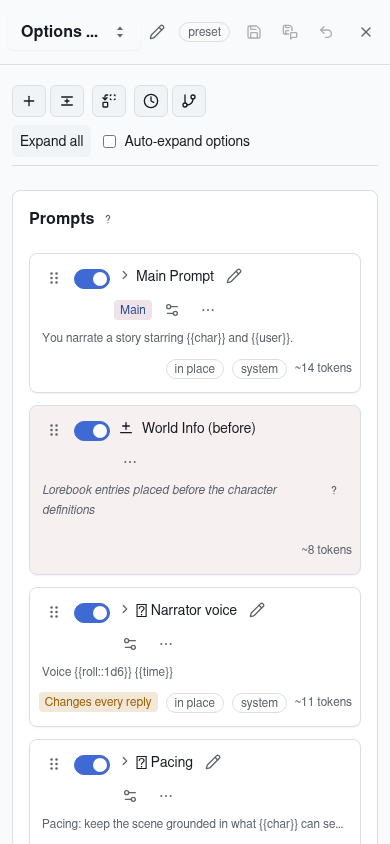 Options ...
preset
Expand all
Auto-expand options
Prompts ?
Main Prompt
Main
...
You narrate a story starring {{char}} and {{user}}.
in place system ~14 tokens
World Info (before)
...
Lorebook entries placed before the character ?
definitions
~8 tokens
Narrator voice
...
Voice {{roll::1d6}} {{time}}
Changes every reply in place system ~11 tokens
Pacing
...
Pacing: keep the scene grounded in what {{char}} can se...